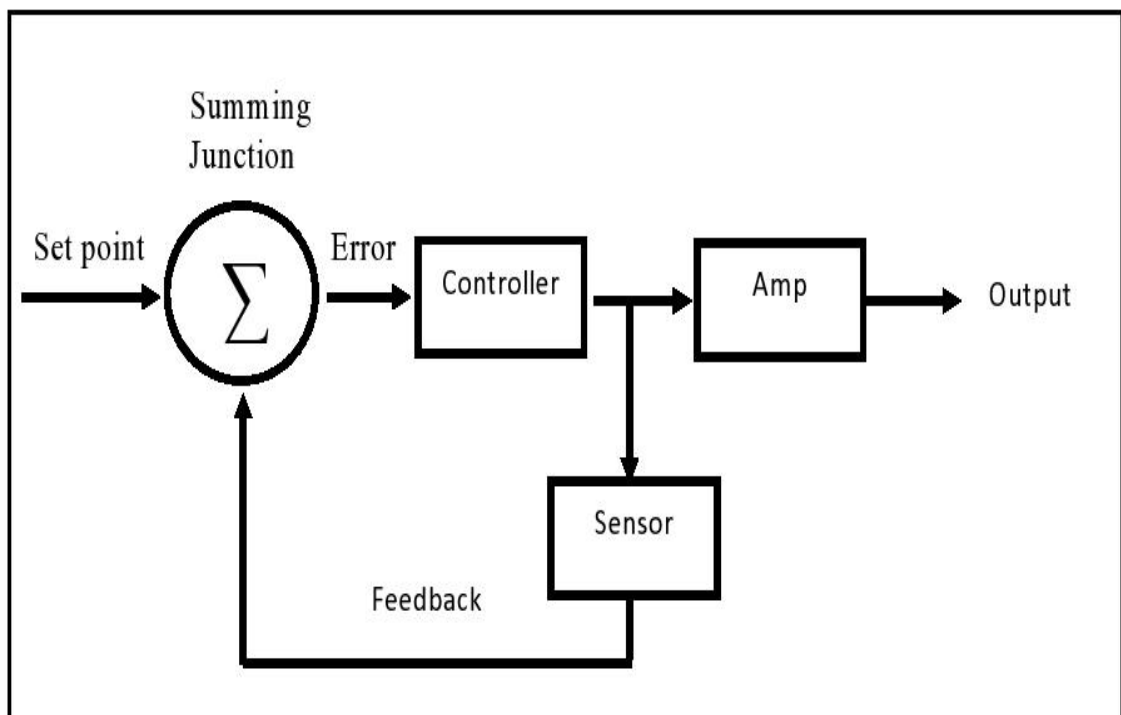 Summing
Junction
Set point
∑
Error
Controller
Amp
Output
Sensor
Feedback